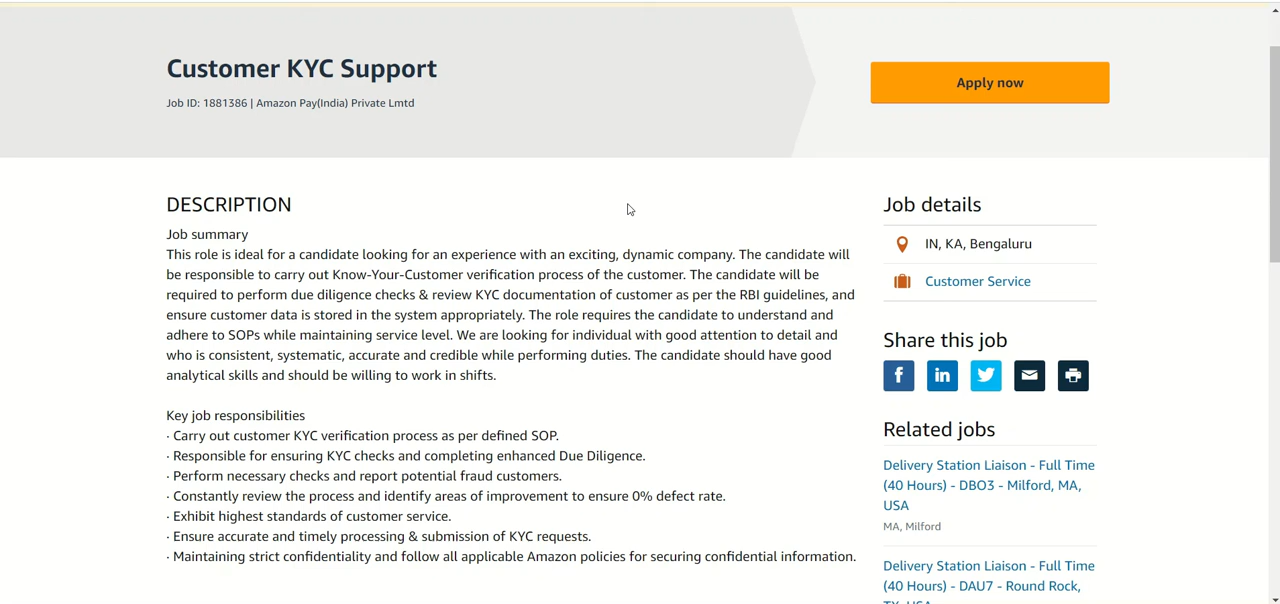 Customer KYC Support
Job ID: 1881386 | Amazon Pay(India) Private Lmtd
Apply now
DESCRIPTION
Job summary
This role is ideal for a candidate looking for an experience with an exciting, dynamic company. The candidate will
be responsible to carry out Know-Your-Customer verification process of the customer. The candidate will be
required to perform due diligence checks & review KYC documentation of customer as per the RBI guidelines, and
ensure customer data is stored in the system appropriately. The role requires the candidate to understand and
adhere to SOPs while maintaining service level. We are looking for individual with good attention to detail and
who is consistent, systematic, accurate and credible while performing duties. The candidate should have good
analytical skills and should be willing to work in shifts.
Key job responsibilities
· Carry out customer KYC verification process as per defined SOP.
· Responsible for ensuring KYC checks and completing enhanced Due Diligence.
· Perform necessary checks and report potential fraud customers.
· Constantly review the process and identify areas of improvement to ensure 0% defect rate.
· Exhibit highest standards of customer service.
· Ensure accurate and timely processing & submission of KYC requests.
· Maintaining strict confidentiality and follow all applicable Amazon policies for securing confidential information.
Job details
IN, KA, Bengaluru
Customer Service
Share this job
Related jobs
Delivery Station Liaison - Full Time
(40 Hours) - DBO3 - Milford, MA,
USA
MA, Milford
Delivery Station Liaison - Full Time
(40 Hours) - DAU7 - Round Rock,
TX, USA